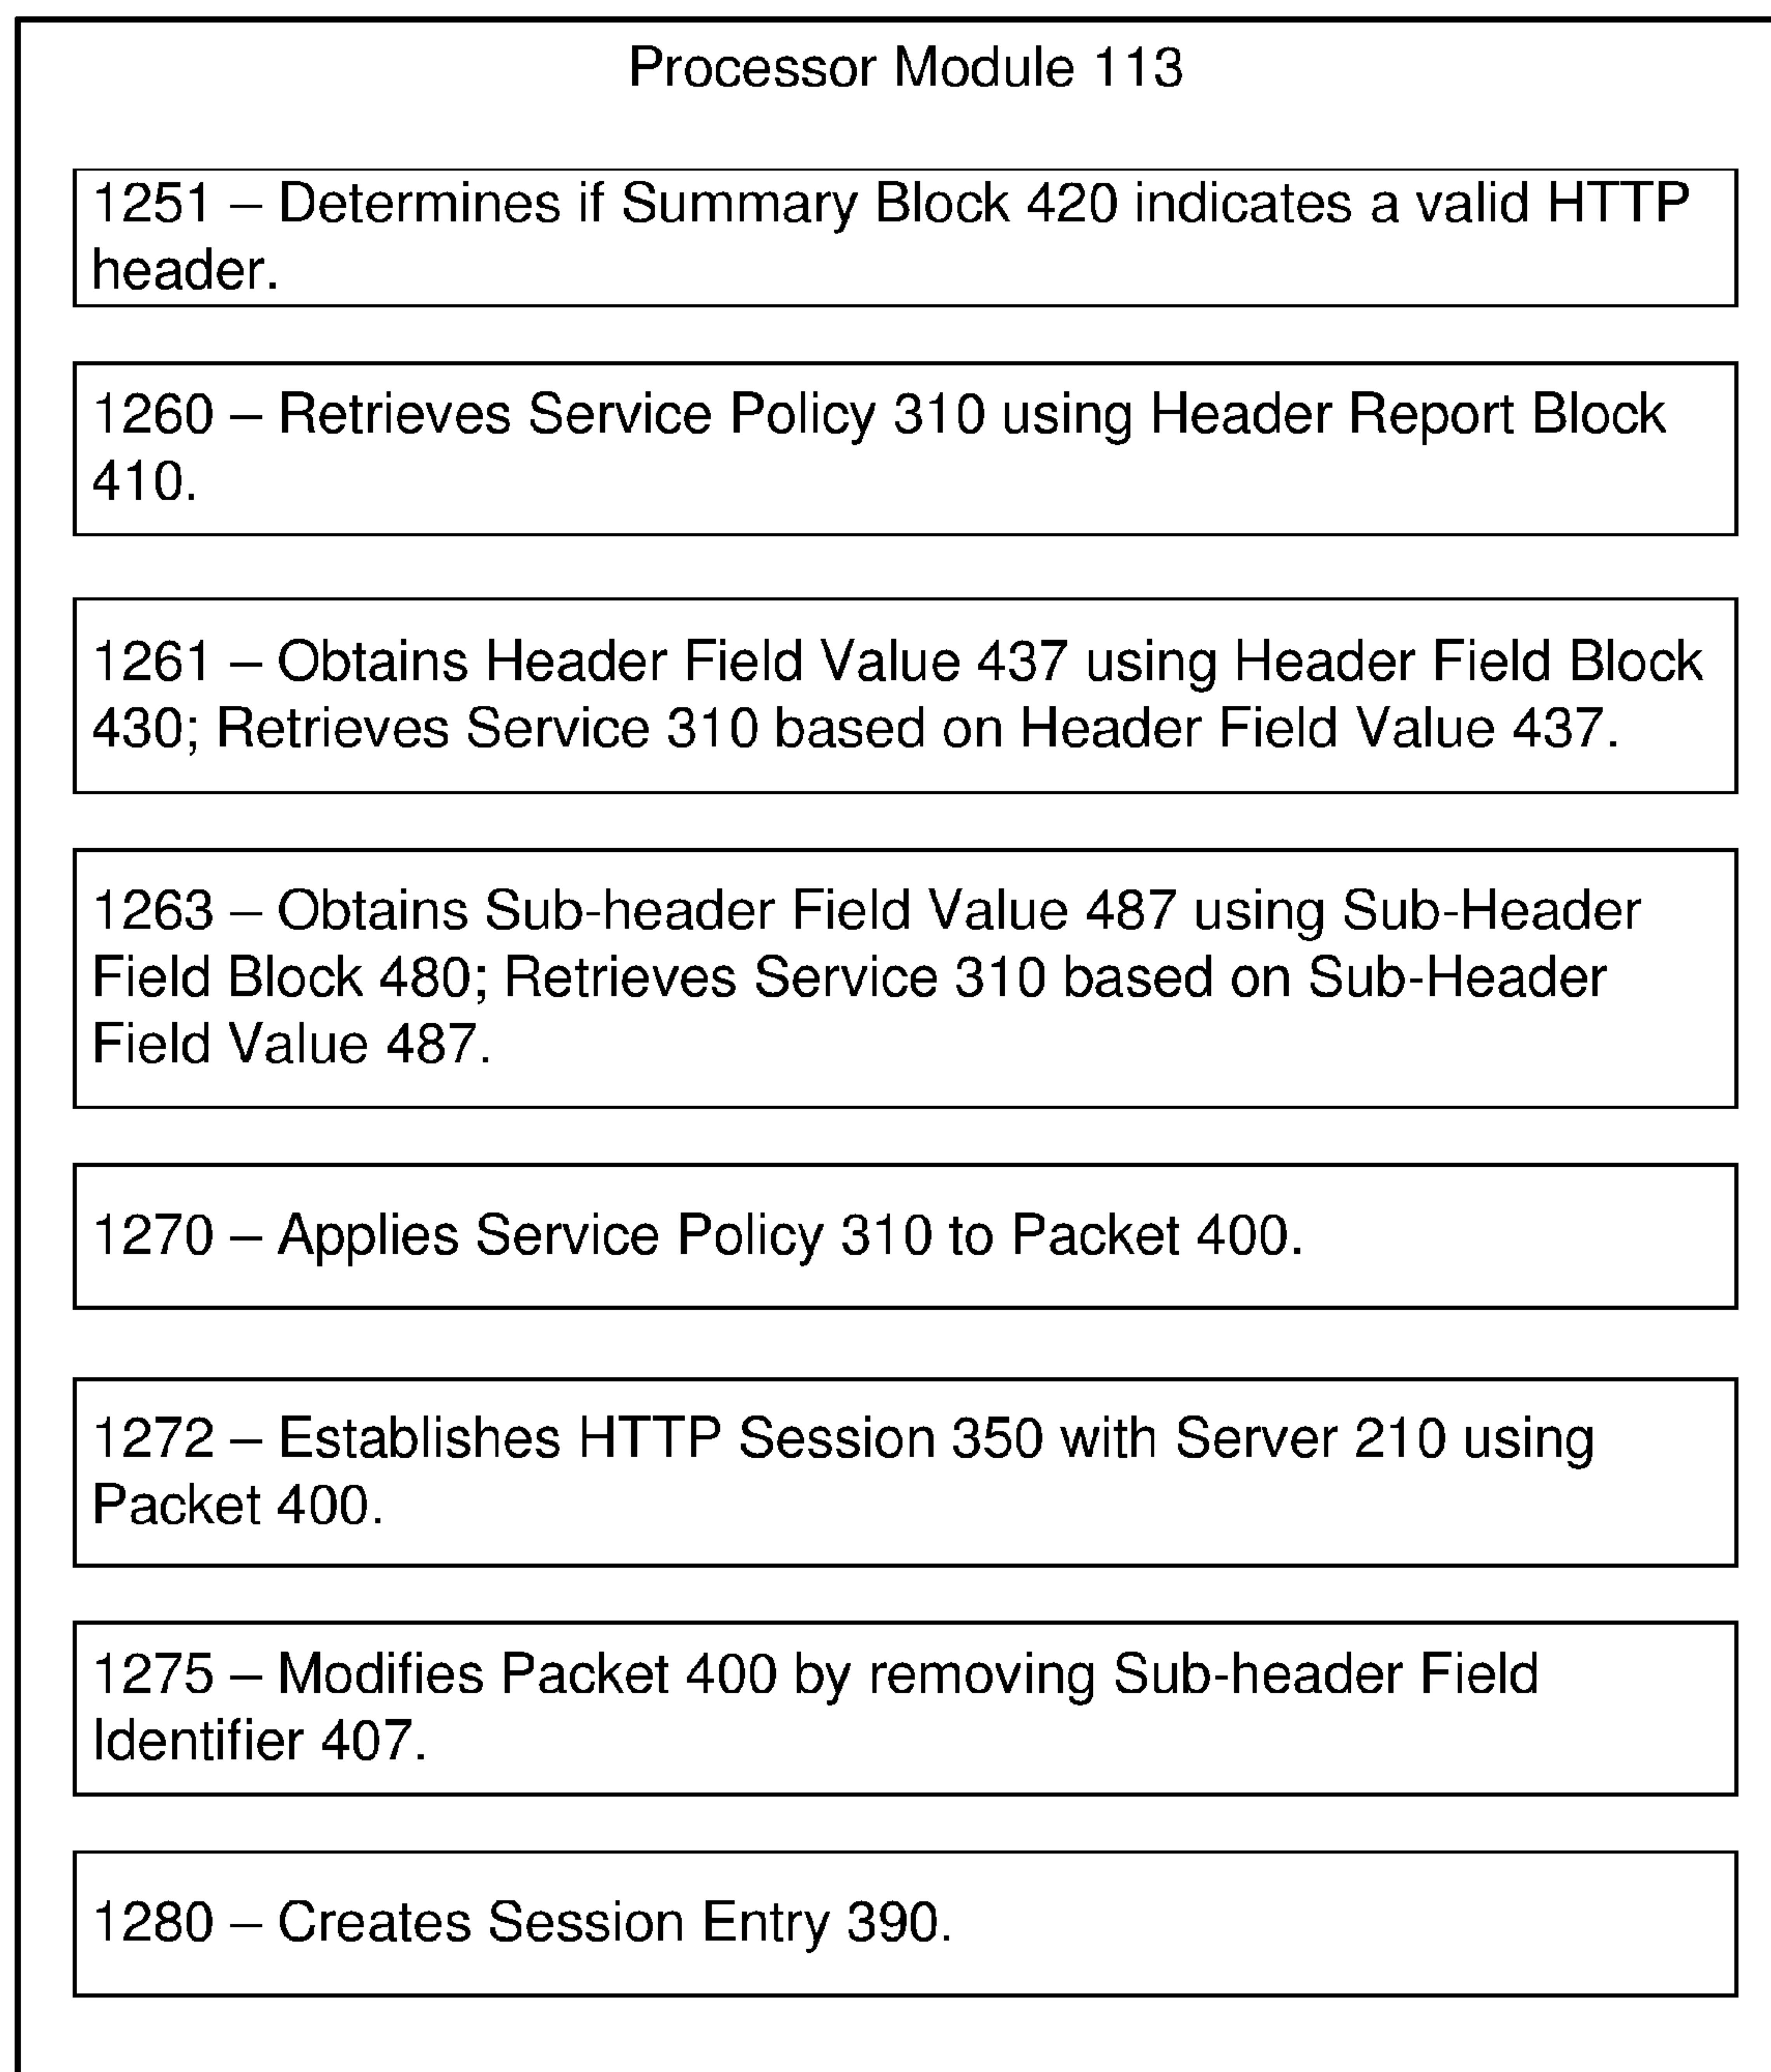 Processor Module 113
1251 – Determines if Summary Block 420 indicates a valid HTTP
header.
1260 – Retrieves Service Policy 310 using Header Report Block
410.
1261 – Obtains Header Field Value 437 using Header Field Block
430; Retrieves Service 310 based on Header Field Value 437.
1263 – Obtains Sub-header Field Value 487 using Sub-Header
Field Block 480; Retrieves Service 310 based on Sub-Header
Field Value 487.
1270 – Applies Service Policy 310 to Packet 400.
1272 – Establishes HTTP Session 350 with Server 210 using
Packet 400.
1275 – Modifies Packet 400 by removing Sub-header Field
Identifier 407.
1280 – Creates Session Entry 390.